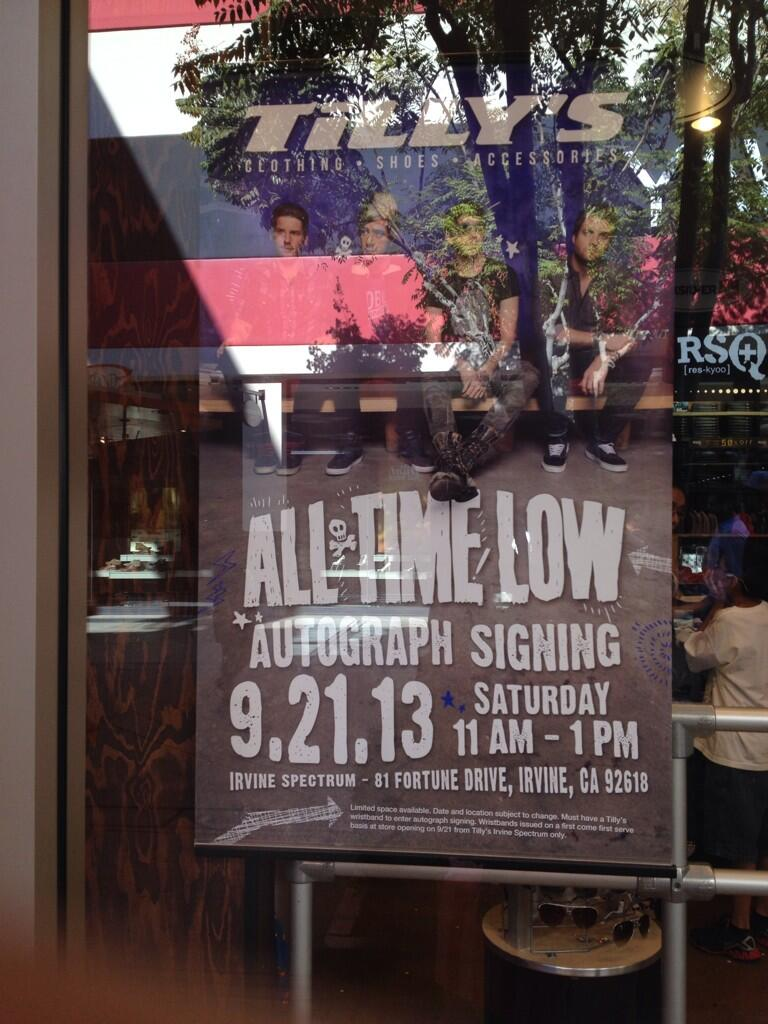 TILLY'S
CLOTHING • SHOES • ACCESSORIES
RSQ
[res-kyoo]
50% off
ALL TIME LOW
AUTOGRAPH SIGNING
9.21.13 SATURDAY
11 AM - 1 PM
IRVINE SPECTRUM - 81 FORTUNE DRIVE, IRVINE, CA 92618
Limited space available. Date and location subject to change. Must have a Tilly's
wristband to enter autograph signing. Wristbands issued on a first come first serve
basis at store opening on 9/21 from Tilly's Irvine Spectrum only.